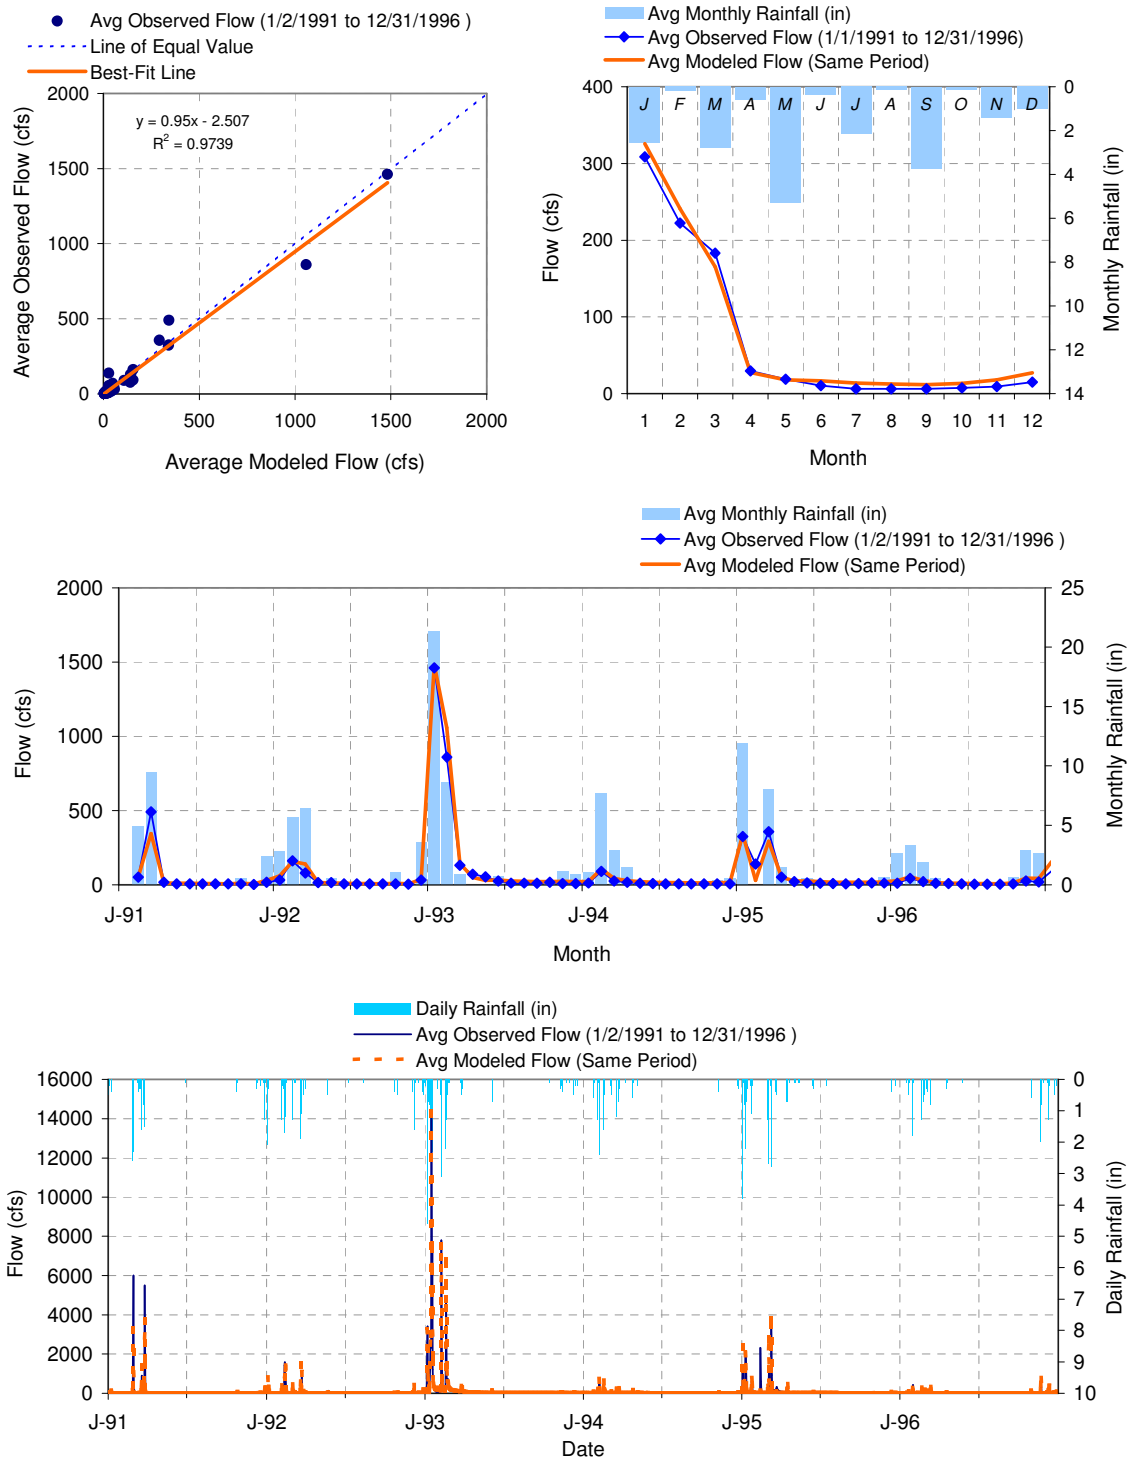 Avg Observed Flow (1/2/1991 to 12/31/1996 )
Line of Equal Value
Best-Fit Line
2000
1500
1000
500
0
Average Observed Flow (cfs)
y = 0.95x - 2.507
R² = 0.9739
0 500 1000 1500 2000
Average Modeled Flow (cfs)
Avg Monthly Rainfall (in)
Avg Observed Flow (1/1/1991 to 12/31/1996)
Avg Modeled Flow (Same Period)
400
300
200
100
0
Flow (cfs)
J F M A M J J A S O N D
0
2
4
6
8
10
12
14
Monthly Rainfall (in)
1 2 3 4 5 6 7 8 9 10 11 12
Month
Avg Monthly Rainfall (in)
Avg Observed Flow (1/2/1991 to 12/31/1996 )
Avg Modeled Flow (Same Period)
2000
1500
1000
500
0
Flow (cfs)
25
20
15
10
5
0
Monthly Rainfall (in)
J-91 J-92 J-93 J-94 J-95 J-96
Month
Daily Rainfall (in)
Avg Observed Flow (1/2/1991 to 12/31/1996 )
Avg Modeled Flow (Same Period)
16000
14000
12000
10000
8000
6000
4000
2000
0
Flow (cfs)
0
1
2
3
4
5
6
7
8
9
10
Daily Rainfall (in)
J-91 J-92 J-93 J-94 J-95 J-96
Date